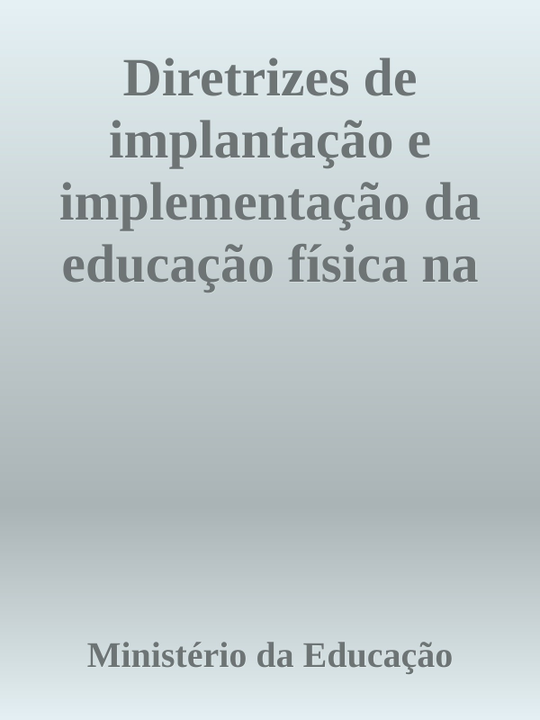 Diretrizes de
implantação e
implementação da
educação física na
Ministério da Educação